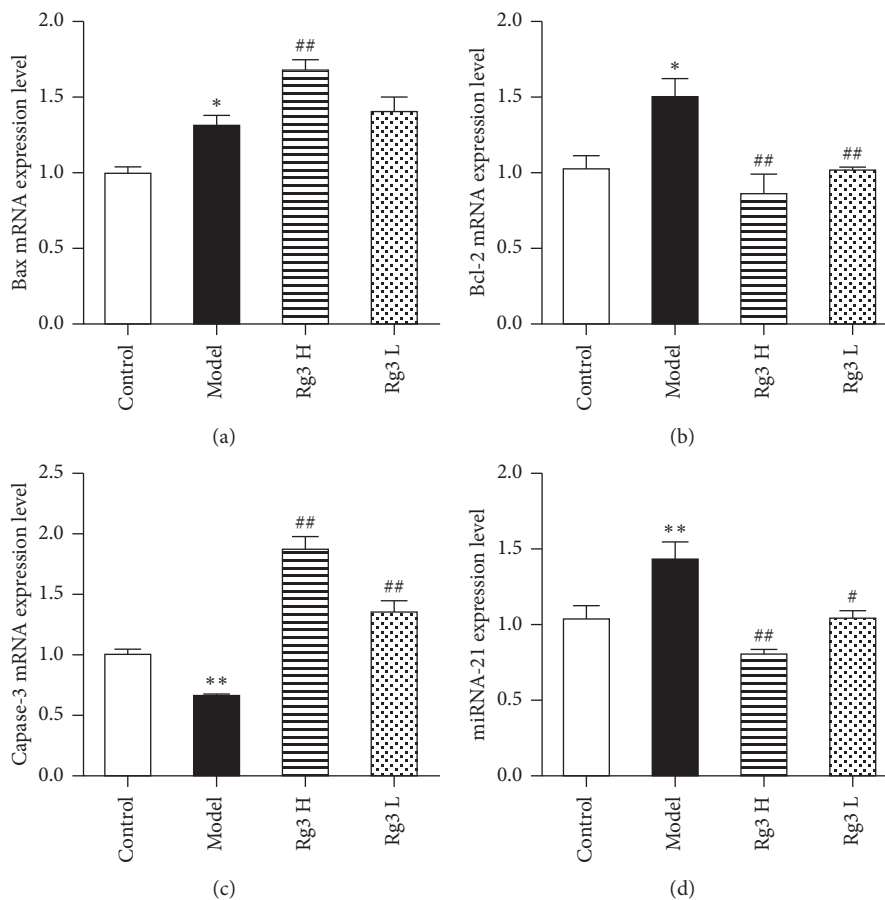 Bax mRNA expression level
2.0
1.5
1.0
0.5
0.0
*
##
Control
Model
Rg3 H
Rg3 L
(a)
Bcl-2 mRNA expression level
2.0
1.5
1.0
0.5
0.0
*
##
##
Control
Model
Rg3 H
Rg3 L
(b)
Capase-3 mRNA expression level
2.5
2.0
1.5
1.0
0.5
0.0
**
##
##
Control
Model
Rg3 H
Rg3 L
(c)
miRNA-21 expression level
2.0
1.5
1.0
0.5
0.0
**
##
#
Control
Model
Rg3 H
Rg3 L
(d)